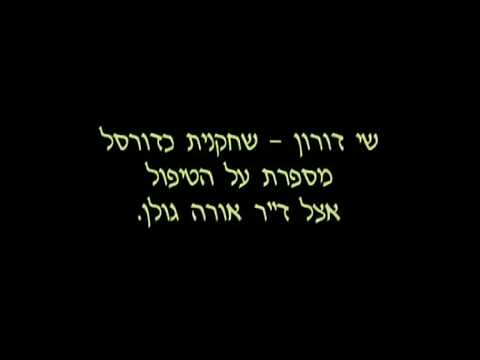 שי דורון – שחקנית כדורסל
מספרת על הטיפול
אצל ד"ר אורה גולן.